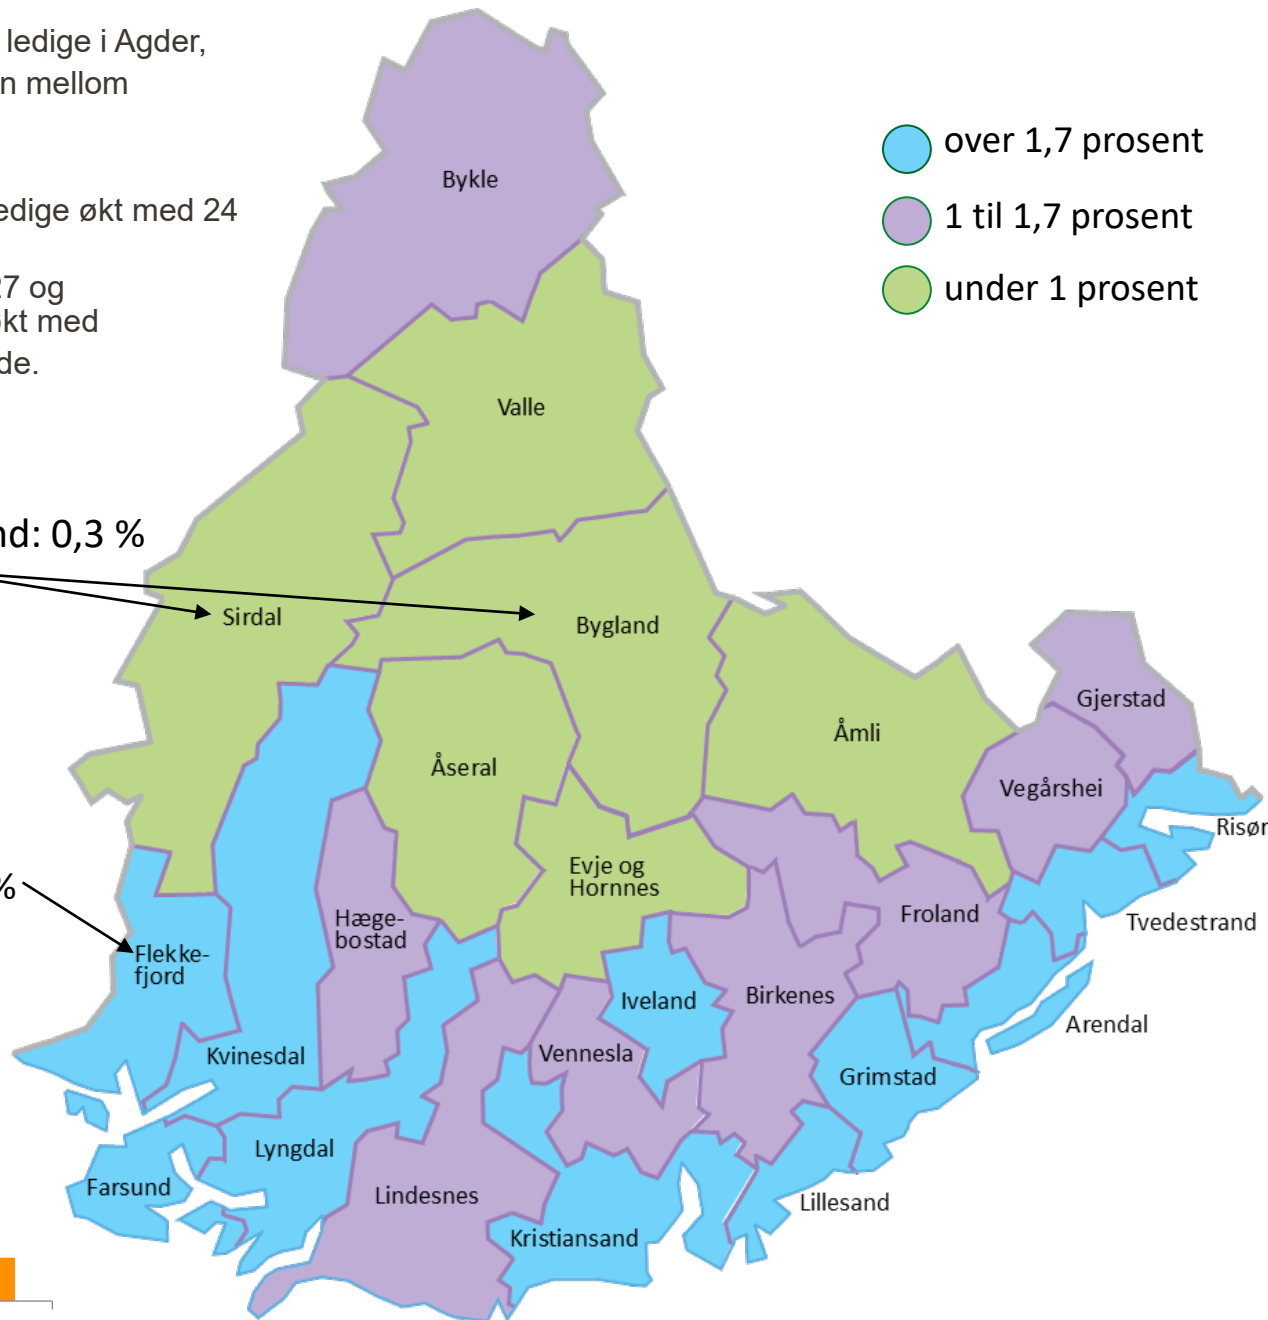 ledige i Agder,
n mellom
edige økt med 24
27 og
økt med
de.
nd: 0,3 %
%
over 1,7 prosent
1 til 1,7 prosent
under 1 prosent
Bykle
Valle
Sirdal
Bygland
Åmli
Gjerstad
Åseral
Vegårshei
Risør
Evje og
Hornnes
Hæge-
bostad
Froland
Tvedestrand
Flekke-
fjord
Iveland
Birkenes
Arendal
Kvinesdal
Vennesla
Grimstad
Lyngdal
Farsund
Lindesnes
Lillesand
Kristiansand